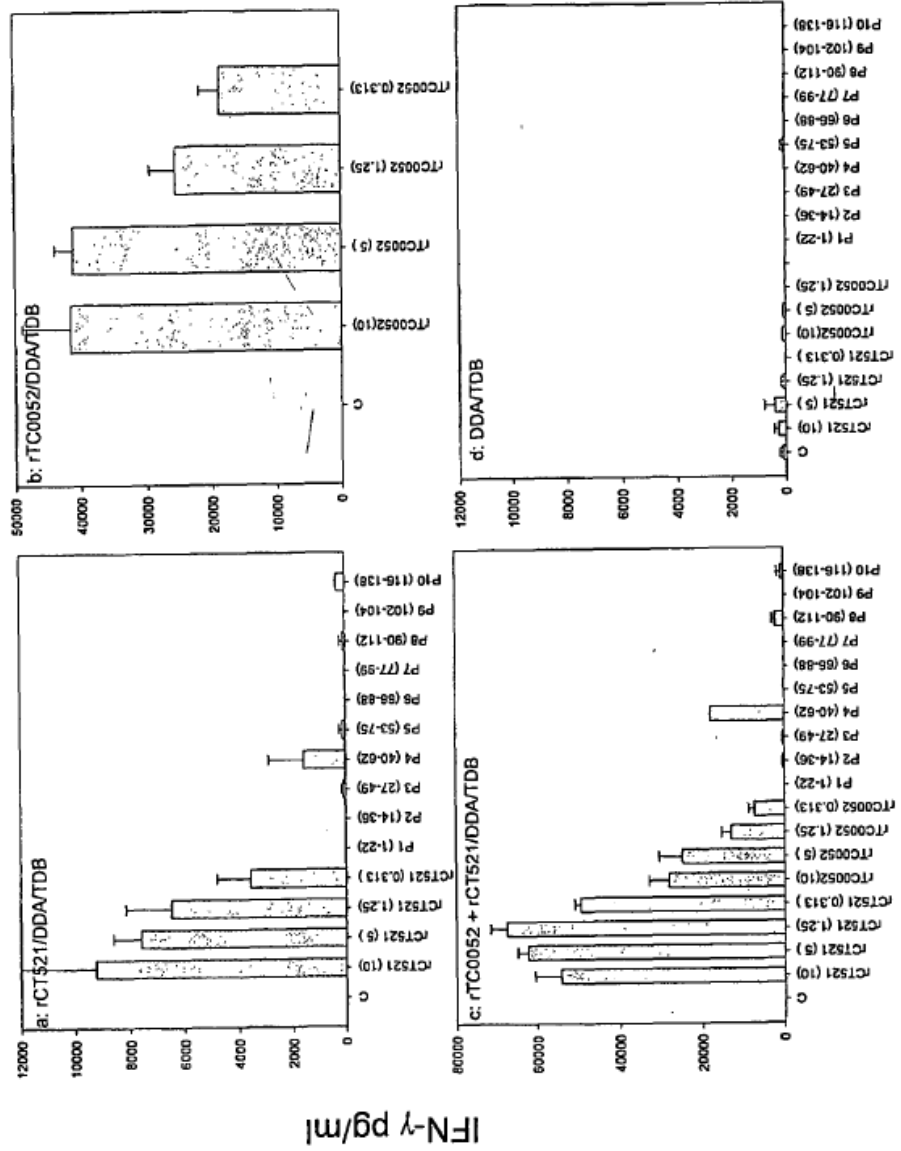 IFN-γ pg/ml
a: rCT521/DDA/TDB
12000
10000
8000
6000
4000
2000
0
C
rCT521 (10)
rCT521 (5 )
rCT521 (1.25)
rCT521 (0.313 )
P1 (1-22)
P2 (14-36)
P3 (27-49)
P4 (40-62)
P5 (53-75)
P6 (66-88)
P7 (77-99)
P8 (90-112)
P9 (102-104)
P10 (116-138)
b: rTC0052/DDA/TDB
50000
40000
30000
20000
10000
0
C
rTC0052(10)
rTC0052 (5 )
rTC0052 (1.25)
rTC0052 (0.313)
c: rTC0052 + rCT521/DDA/TDB
80000
60000
40000
20000
0
C
rCT521 (10)
rCT521 (5 )
rCT521 (1.25)
rCT521 (0.313 )
rTC0052(10)
rTC0052 (5 )
rTC0052 (1.25)
rTC0052 (0.313)
P1 (1-22)
P2 (14-36)
P3 (27-49)
P4 (40-62)
P5 (53-75)
P6 (66-88)
P7 (77-99)
P8 (90-112)
P9 (102-104)
P10 (116-138)
d: DDA/TDB
12000
10000
8000
6000
4000
2000
0
C
rCT521 (10)
rCT521 (5 )
rCT521 (1.25)
rCT521 (0.313 )
rTC0052(10)
rTC0052 (5 )
rTC0052 (1.25)
P1 (1-22)
P2 (14-36)
P3 (27-49)
P4 (40-62)
P5 (53-75)
P6 (66-88)
P7 (77-99)
P8 (90-112)
P9 (102-104)
P10 (116-138)